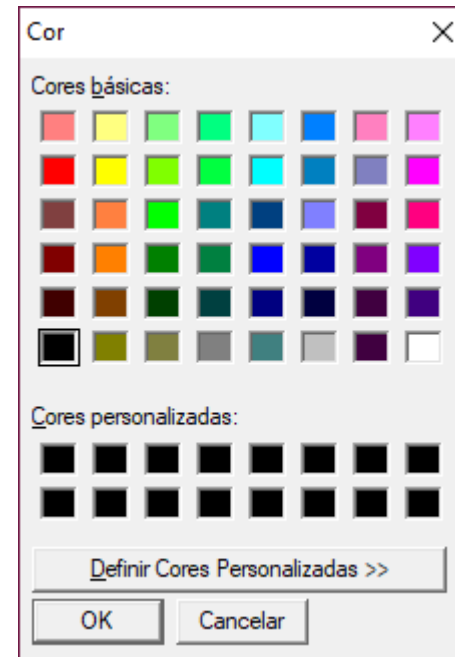 Cor
Cores básicas:
Cores personalizadas:
Definir Cores Personalizadas >>
OK Cancelar